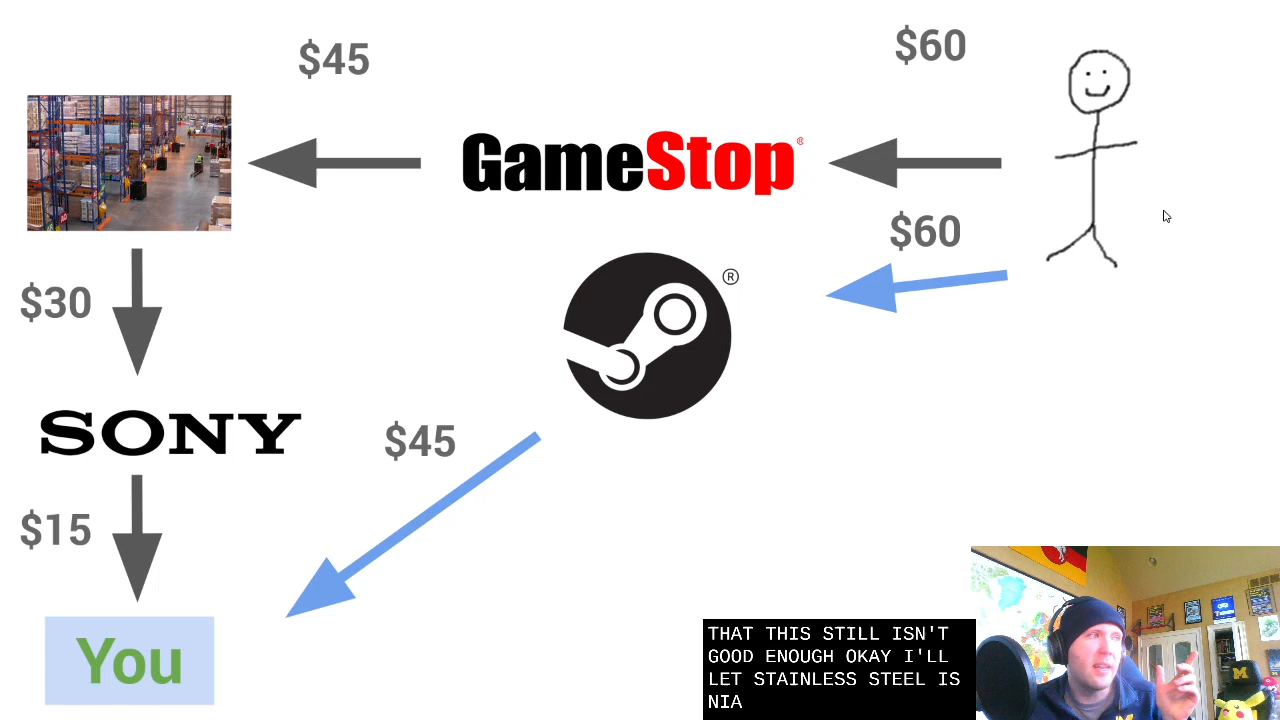 $45
$60
GameStop®
$60
®
$30
SONY
$45
$15
You
THAT THIS STILL ISN'T
GOOD ENOUGH OKAY I'LL
LET STAINLESS STEEL IS
NIA
M